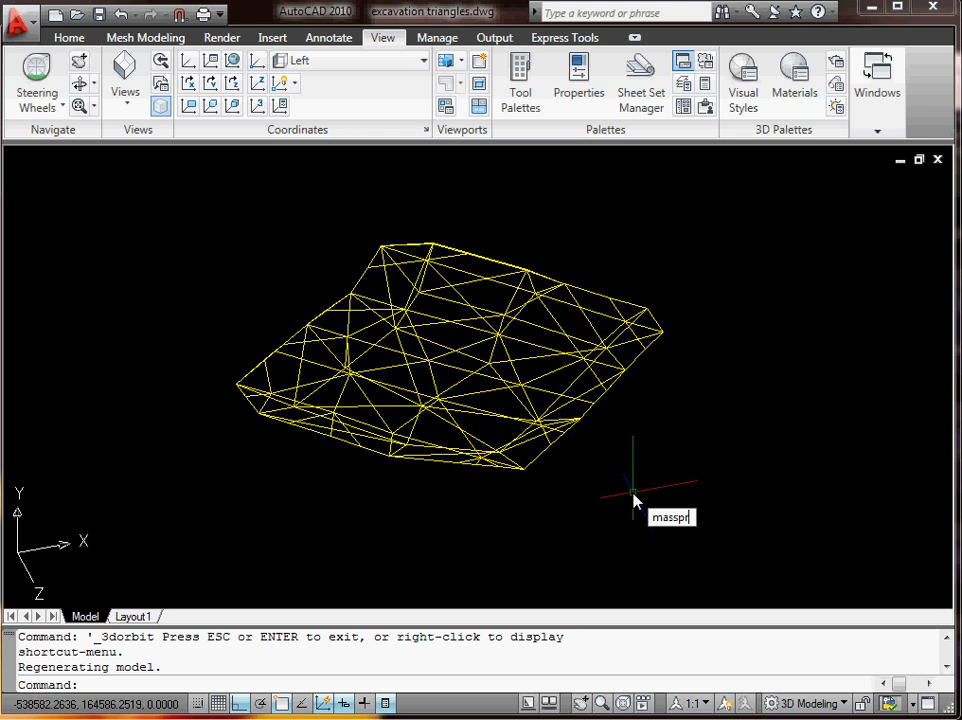 AutoCAD 2010 excavation triangles.dwg Type a keyword or phrase
Home Mesh Modeling Render Insert Annotate View Manage Output Express Tools
Left
Steering Wheels
Views
Tool Palettes
Properties
Sheet Set Manager
Visual Styles
Materials
Windows
Navigate Views Coordinates Viewports Palettes 3D Palettes
masspr
Y
X
Z
Model Layout1
Command: '_3dorbit Press ESC or ENTER to exit, or right-click to display
shortcut-menu.
Regenerating model.
Command:
-538582.2636, 164586.2519, 0.0000 1:1 3D Modeling